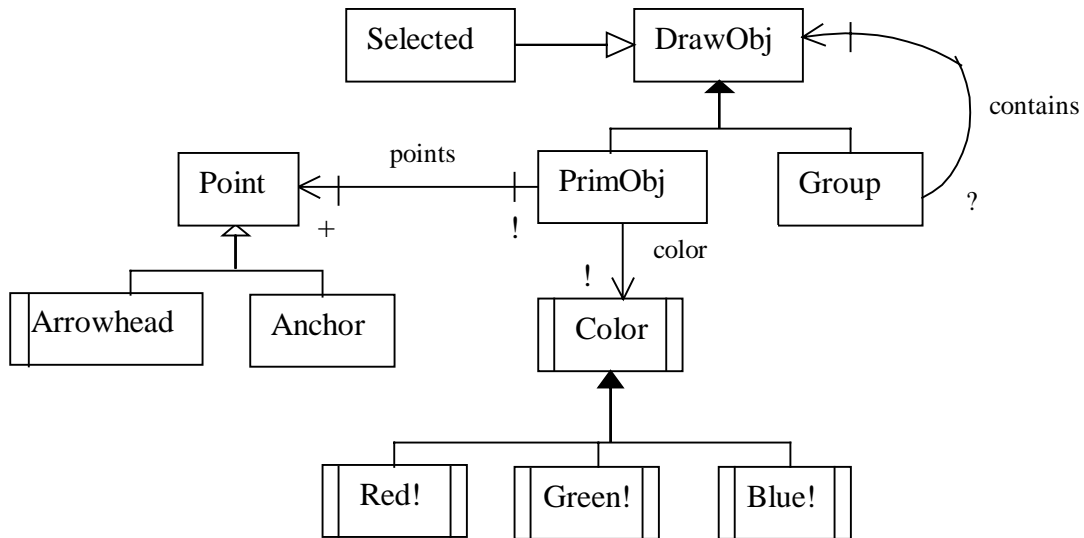 Selected
DrawObj
contains
points
Point
PrimObj
Group
+
!
?
color
!
Arrowhead
Anchor
Color
Red!
Green!
Blue!